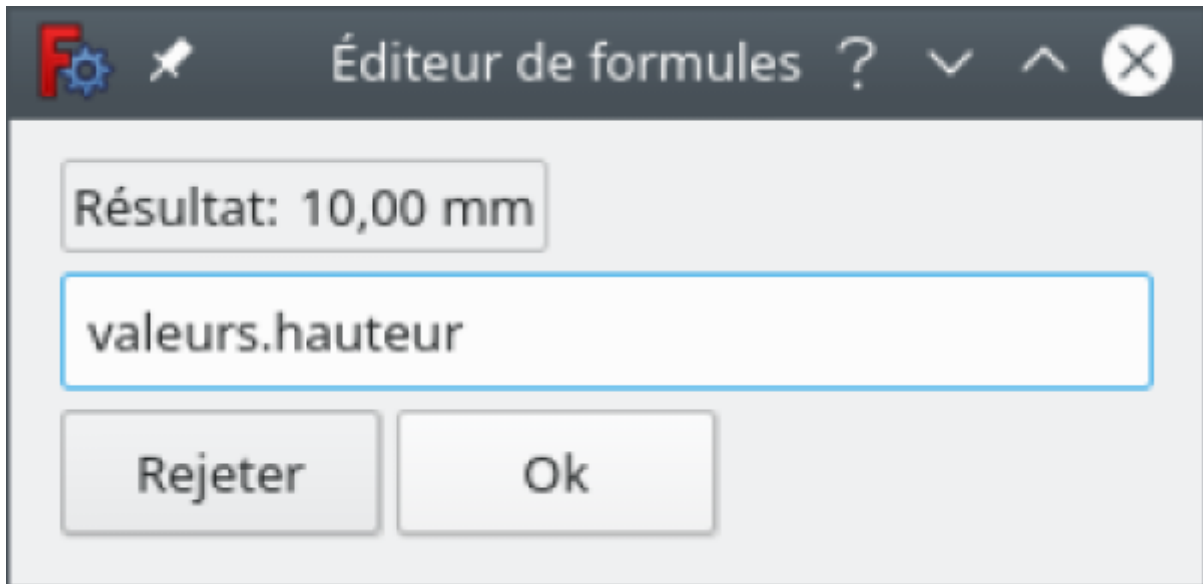 Éditeur de formules ?
Résultat: 10,00 mm
valeurs.hauteur
Rejeter Ok